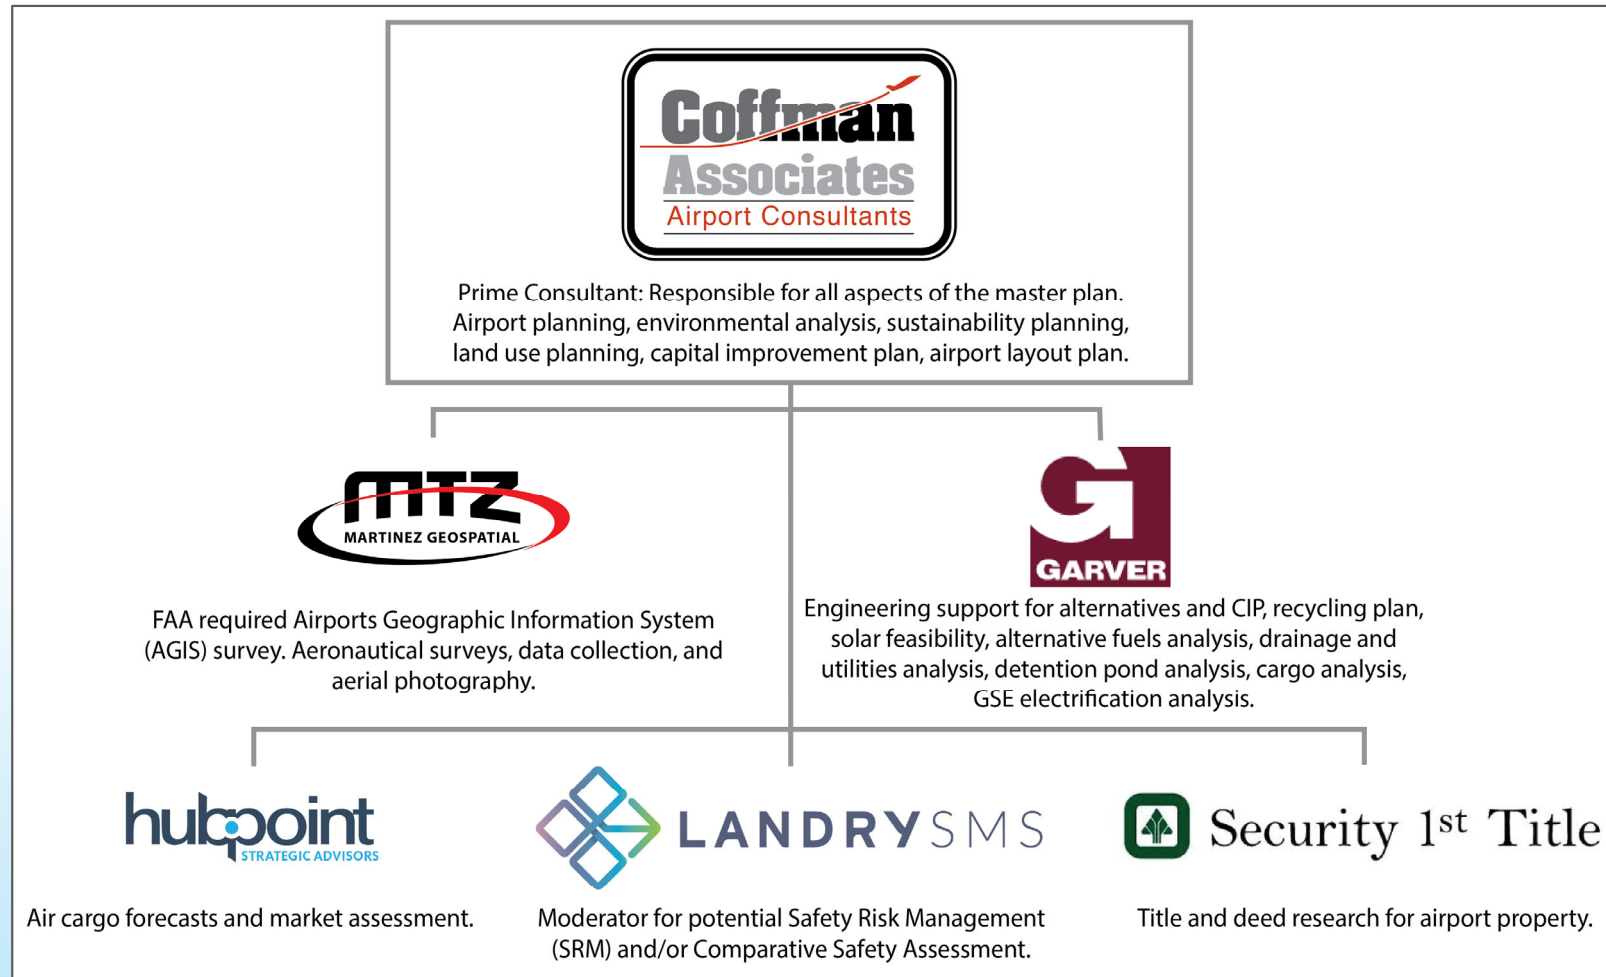 Coffman
Associates
Airport Consultants
Prime Consultant: Responsible for all aspects of the master plan.
Airport planning, environmental analysis, sustainability planning,
land use planning, capital improvement plan, airport layout plan.
MTZ
MARTINEZ GEOSPATIAL
FAA required Airports Geographic Information System
(AGIS) survey. Aeronautical surveys, data collection, and
aerial photography.
G
GARVER
Engineering support for alternatives and CIP, recycling plan,
solar feasibility, alternative fuels analysis, drainage and
utilities analysis, detention pond analysis, cargo analysis,
GSE electrification analysis.
hubpoint
STRATEGIC ADVISORS
Air cargo forecasts and market assessment.
LANDRY SMS
Moderator for potential Safety Risk Management
(SRM) and/or Comparative Safety Assessment.
Security 1st Title
Title and deed research for airport property.